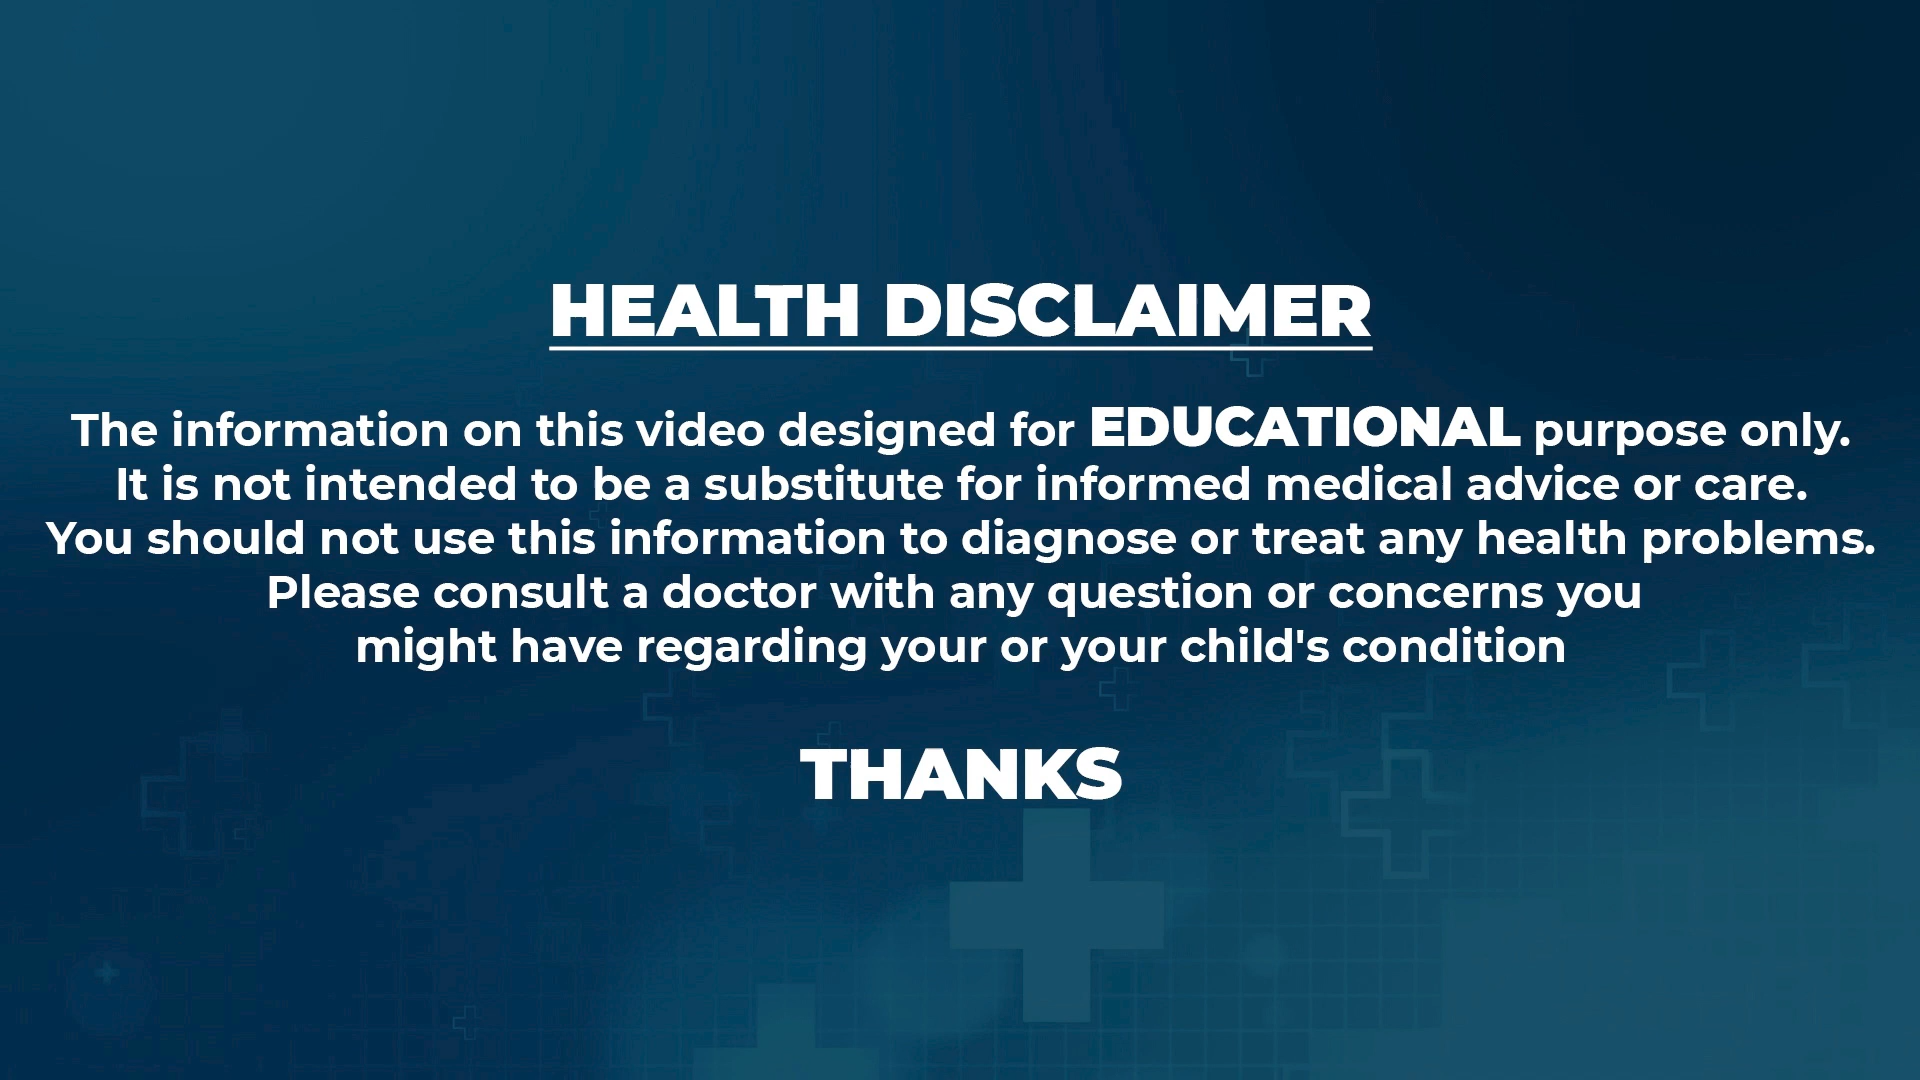 HEALTH DISCLAIMER
The information on this video designed for EDUCATIONAL purpose only.
It is not intended to be a substitute for informed medical advice or care.
You should not use this information to diagnose or treat any health problems.
Please consult a doctor with any question or concerns you
might have regarding your or your child's condition
THANKS